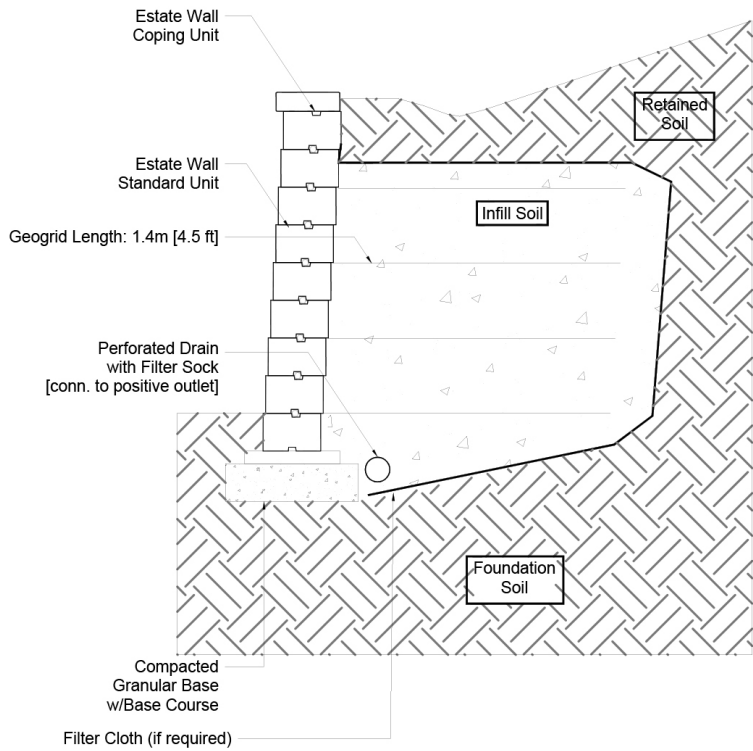 Estate Wall
Coping Unit
Retained
Soil
Estate Wall
Standard Unit
Infill Soil
Geogrid Length: 1.4m [4.5 ft]
Perforated Drain
with Filter Sock
[conn. to positive outlet]
Foundation
Soil
Compacted
Granular Base
w/Base Course
Filter Cloth (if required)